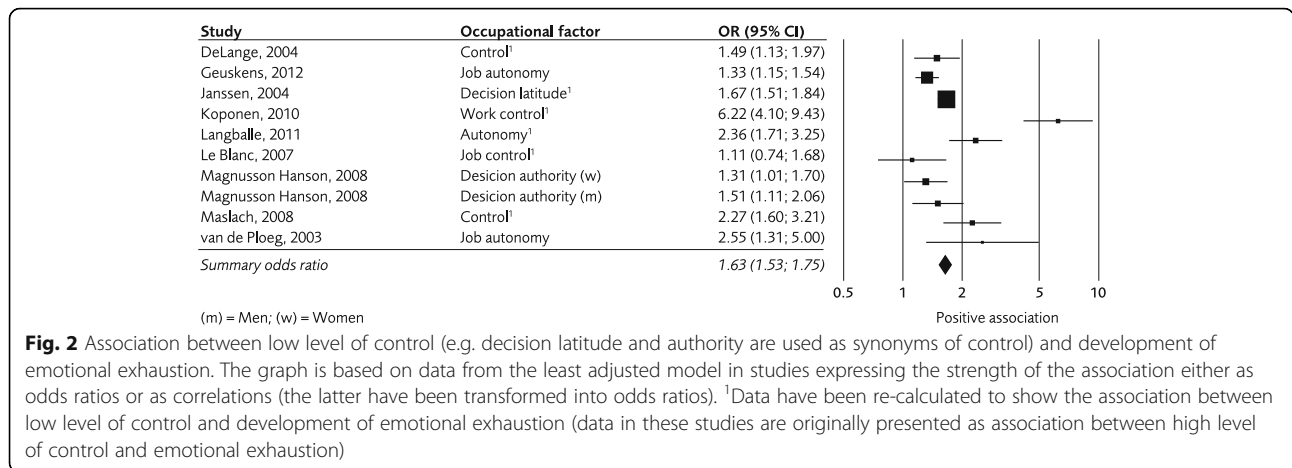 Study Occupational factor OR (95% CI)
DeLange, 2004 Control¹ 1.49 (1.13; 1.97)
Geuskens, 2012 Job autonomy 1.33 (1.15; 1.54)
Janssen, 2004 Decision latitude¹ 1.67 (1.51; 1.84)
Koponen, 2010 Work control¹ 6.22 (4.10; 9.43)
Langballe, 2011 Autonomy¹ 2.36 (1.71; 3.25)
Le Blanc, 2007 Job control¹ 1.11 (0.74; 1.68)
Magnusson Hanson, 2008 Desicion authority (w) 1.31 (1.01; 1.70)
Magnusson Hanson, 2008 Desicion authority (m) 1.51 (1.11; 2.06)
Maslach, 2008 Control¹ 2.27 (1.60; 3.21)
van de Ploeg, 2003 Job autonomy 2.55 (1.31; 5.00)
Summary odds ratio 1.63 (1.53; 1.75)
0.5 1 2 5 10
(m) = Men; (w) = Women Positive association
Fig. 2 Association between low level of control (e.g. decision latitude and authority are used as synonyms of control) and development of
emotional exhaustion. The graph is based on data from the least adjusted model in studies expressing the strength of the association either as
odds ratios or as correlations (the latter have been transformed into odds ratios). ¹Data have been re-calculated to show the association between
low level of control and development of emotional exhaustion (data in these studies are originally presented as association between high level
of control and emotional exhaustion)